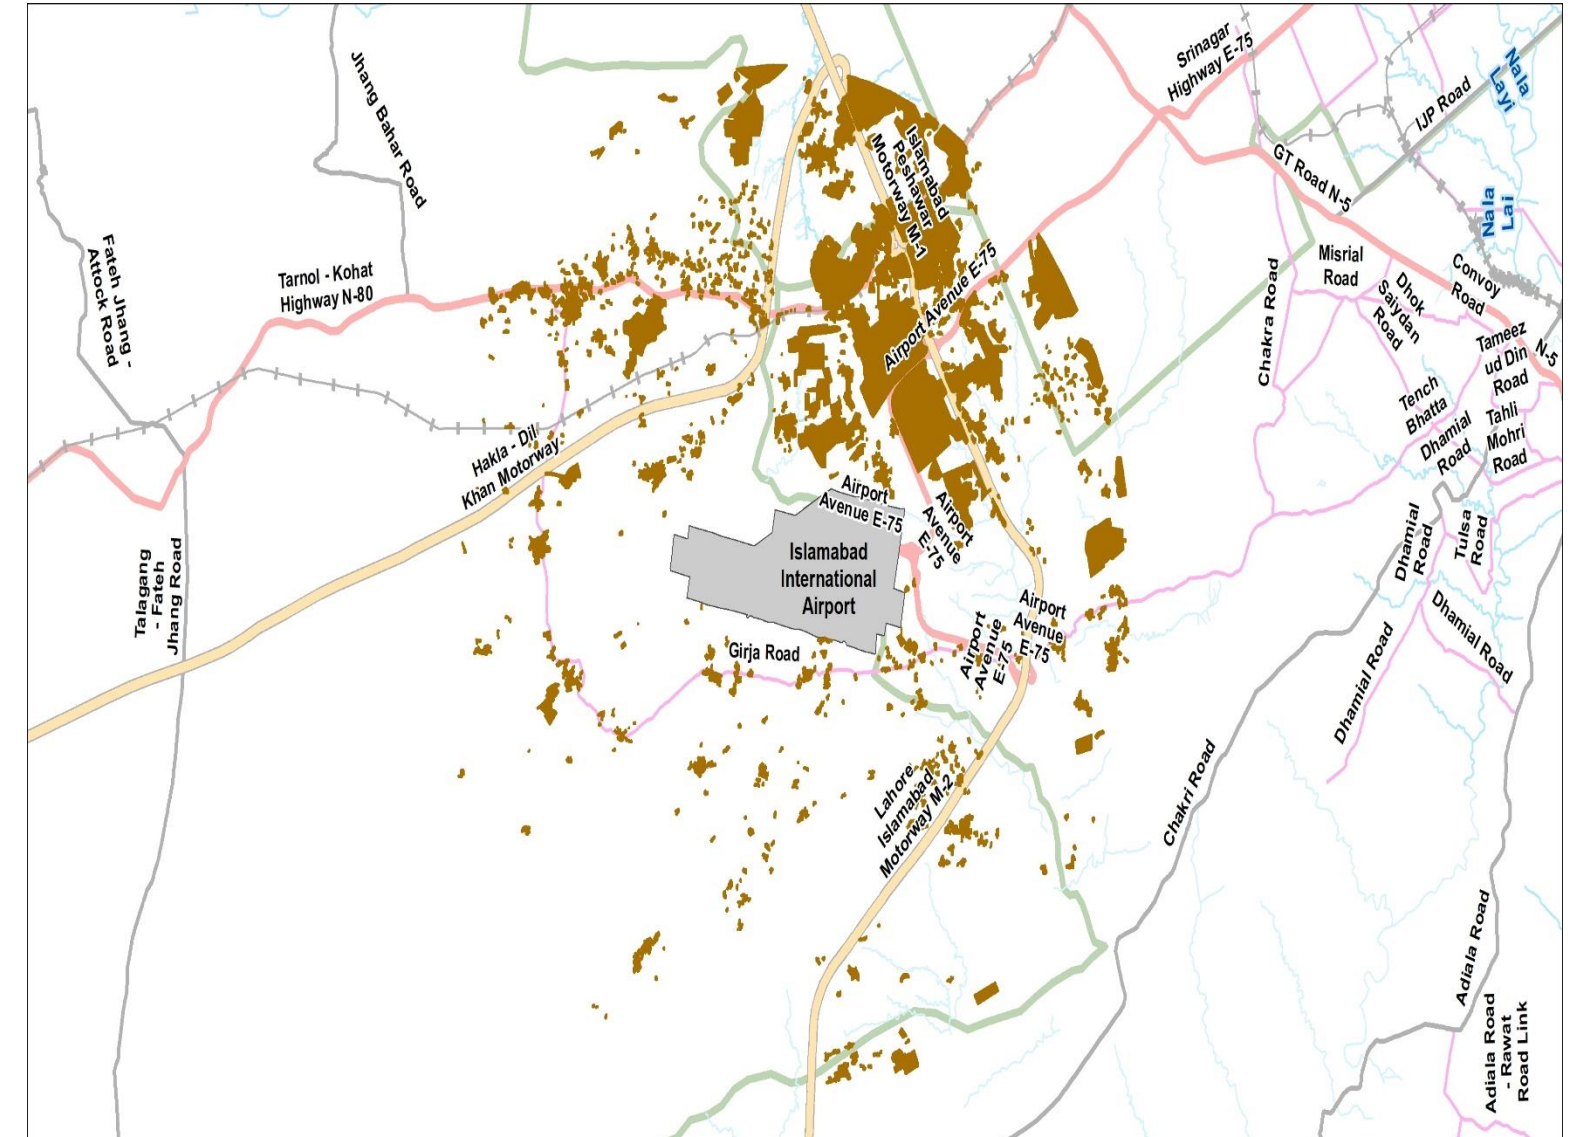 Jhang Bahar Road
Srinagar
Highway E-75
Nala
Layi
IJP Road
Islamabad
Peshawar
Motorway M-1
GT Road N-5
Nala
Lai
Fateh Jhang -
Attock Road
Tarnol - Kohat
Highway N-80
Airport Avenue E-75
Chakra Road
Misrial
Road
Dhok
Saiydan
Road
Convoy
Road
Tameez
ud Din
Road
N-5
Tench
Bhatta
Dhamial
Road
Tahli
Mohri
Road
Hakla - Dil
Khan Motorway
Airport
Avenue E-75
Airport
Avenue
E-75
Islamabad
International
Airport
Talagang
- Fateh
Jhang Road
Dhamial
Road
Tulsa
Road
Girja Road
Airport
Avenue
E-75
Airport
Avenue
E-75
Dhamial Road
Dhamial Road
Lahore
Islamabad
Motorway M-2
Chakri Road
Adiala Road
Adiala Road
- Rawat
Road Link